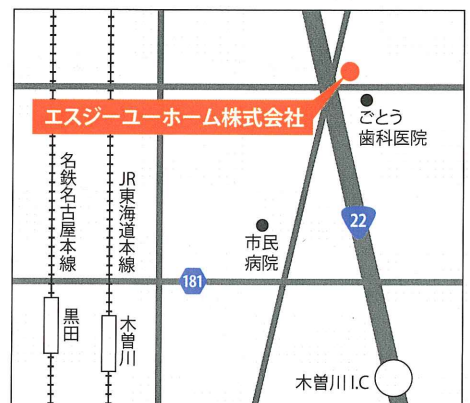 エスジーユーホーム株式会社
ごとう
歯科医院
名鉄名古屋本線
JR東海道本線
22
市民
病院
181
黒田
木曽川
木曽川I.C